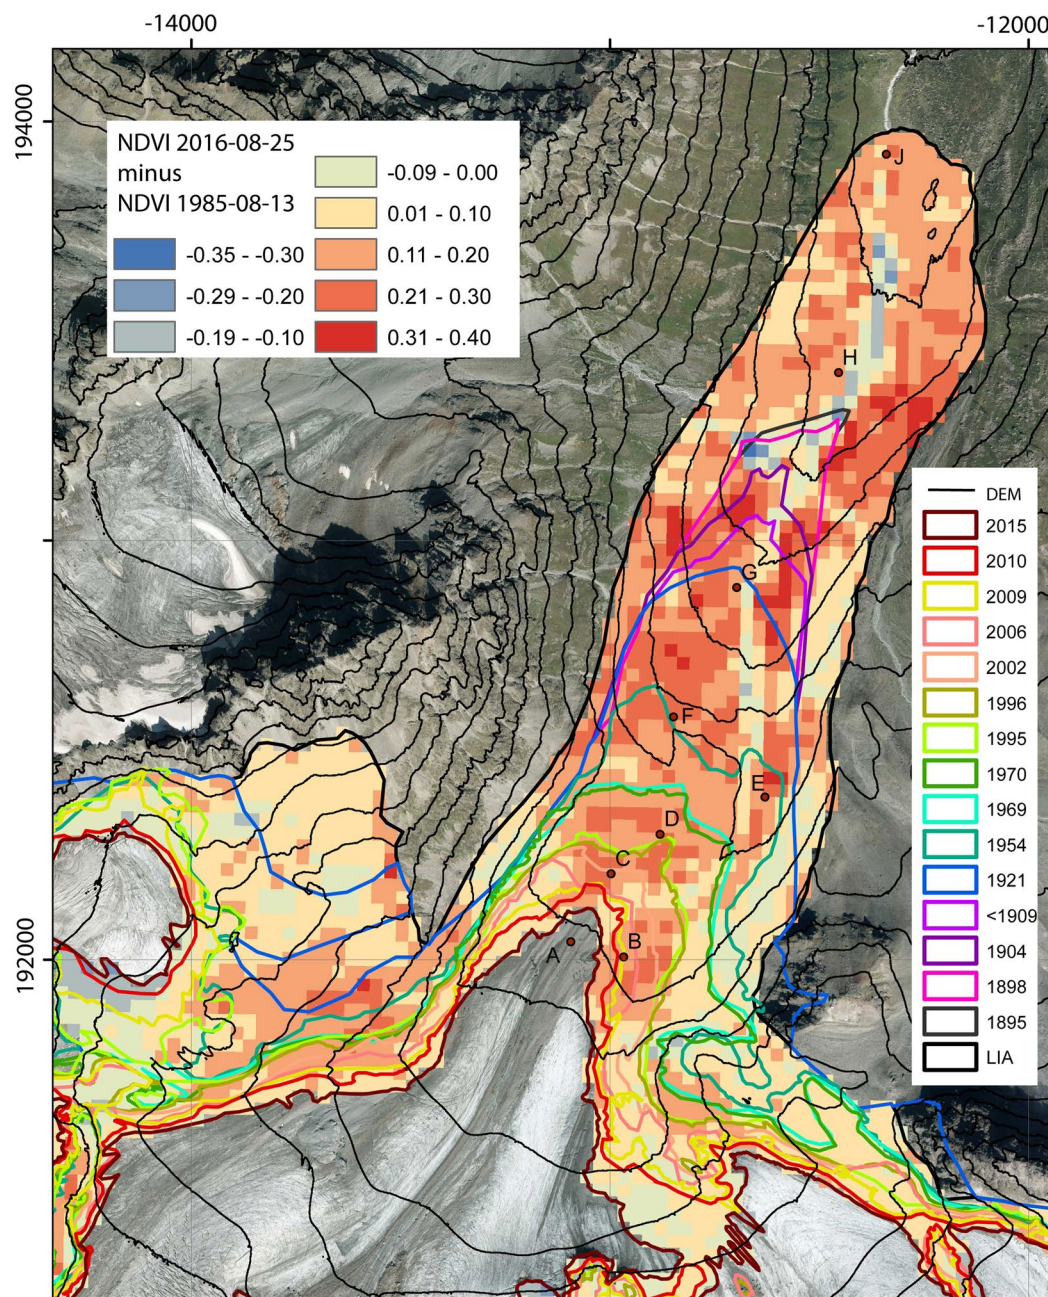 -14000
-12000
194000
192000
NDVI 2016-08-25
minus
NDVI 1985-08-13
-0.35 - -0.30
-0.29 - -0.20
-0.19 - -0.10
-0.09 - 0.00
0.01 - 0.10
0.11 - 0.20
0.21 - 0.30
0.31 - 0.40
J
H
G
F
E
D
C
B
A
DEM
2015
2010
2009
2006
2002
1996
1995
1970
1969
1954
1921
<1909
1904
1898
1895
LIA